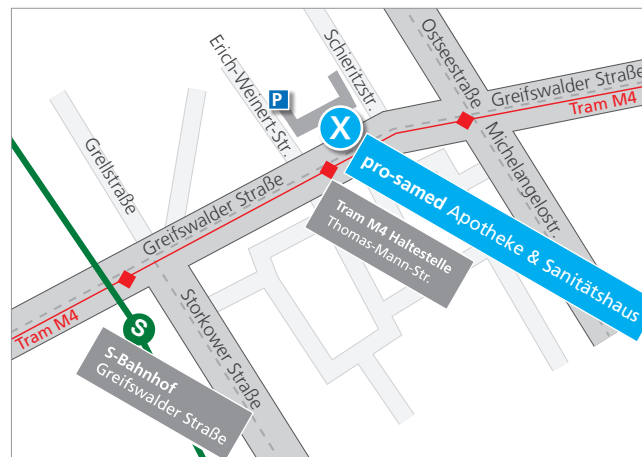 Ostseestraße
Schieritzstr.
Erich-Weinert-Str.
P
Greifswalder Straße
Tram M4
X
Michelangelostr.
Grellstraße
pro-samed Apotheke & Sanitätshaus
Greifswalder Straße
Tram M4 Haltestelle
Thomas-Mann-Str.
Storkower Straße
Tram M4
S
S-Bahnhof
Greifswalder Straße